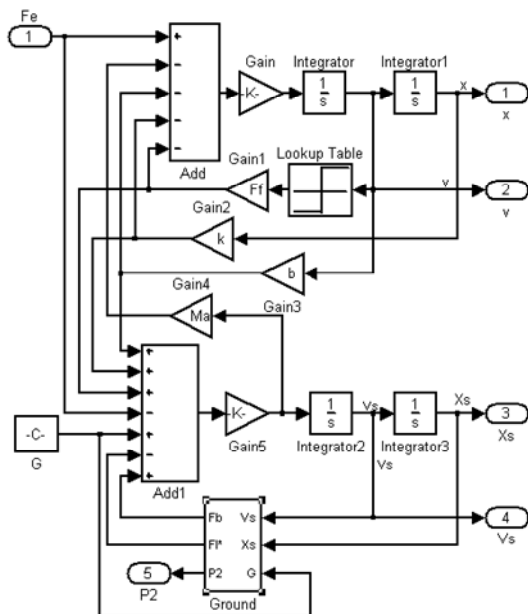 Fe
1
+
-
-
-
-
Add
Gain
-K-
Integrator
1
s
Integrator1
1
s
x
1
x
Gain1
Ff
Lookup Table
v
2
v
Gain2
k
b
Gain4
Ma
Gain3
+
+
+
-
+
-
+
Add1
-K-
Gain5
1
s
Integrator2
Vs
Vs
1
s
Integrator3
Xs
3
Xs
-C-
G
4
Vs
Fb
Fl*
P2
Vs
Xs
G
Ground
5
P2